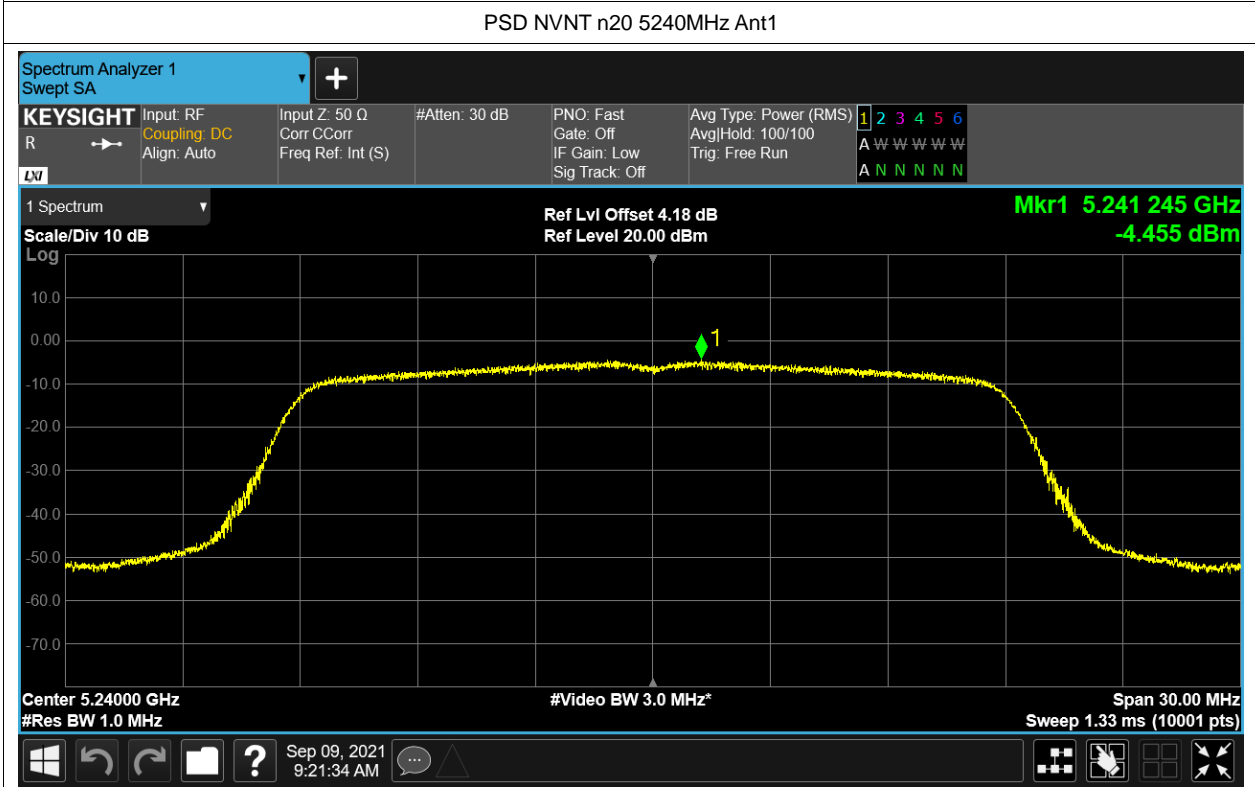 PSD NVNT n20 5240MHz Ant1
Spectrum Analyzer 1
Swept SA
KEYSIGHT
R
LXI
Input: RF
Coupling: DC
Align: Auto
Input Z: 50 Ω
Corr CCorr
Freq Ref: Int (S)
#Atten: 30 dB
PNO: Fast
Gate: Off
IF Gain: Low
Sig Track: Off
Avg Type: Power (RMS)
Avg|Hold: 100/100
Trig: Free Run
1 2 3 4 5 6
A W W W W W
A N N N N N
1 Spectrum
Scale/Div 10 dB
Log
Ref Lvl Offset 4.18 dB
Ref Level 20.00 dBm
Mkr1 5.241 245 GHz
-4.455 dBm
10.0
0.00
1
-10.0
-20.0
-30.0
-40.0
-50.0
-60.0
-70.0
Center 5.24000 GHz
#Res BW 1.0 MHz
#Video BW 3.0 MHz*
Span 30.00 MHz
Sweep 1.33 ms (10001 pts)
Sep 09, 2021
9:21:34 AM